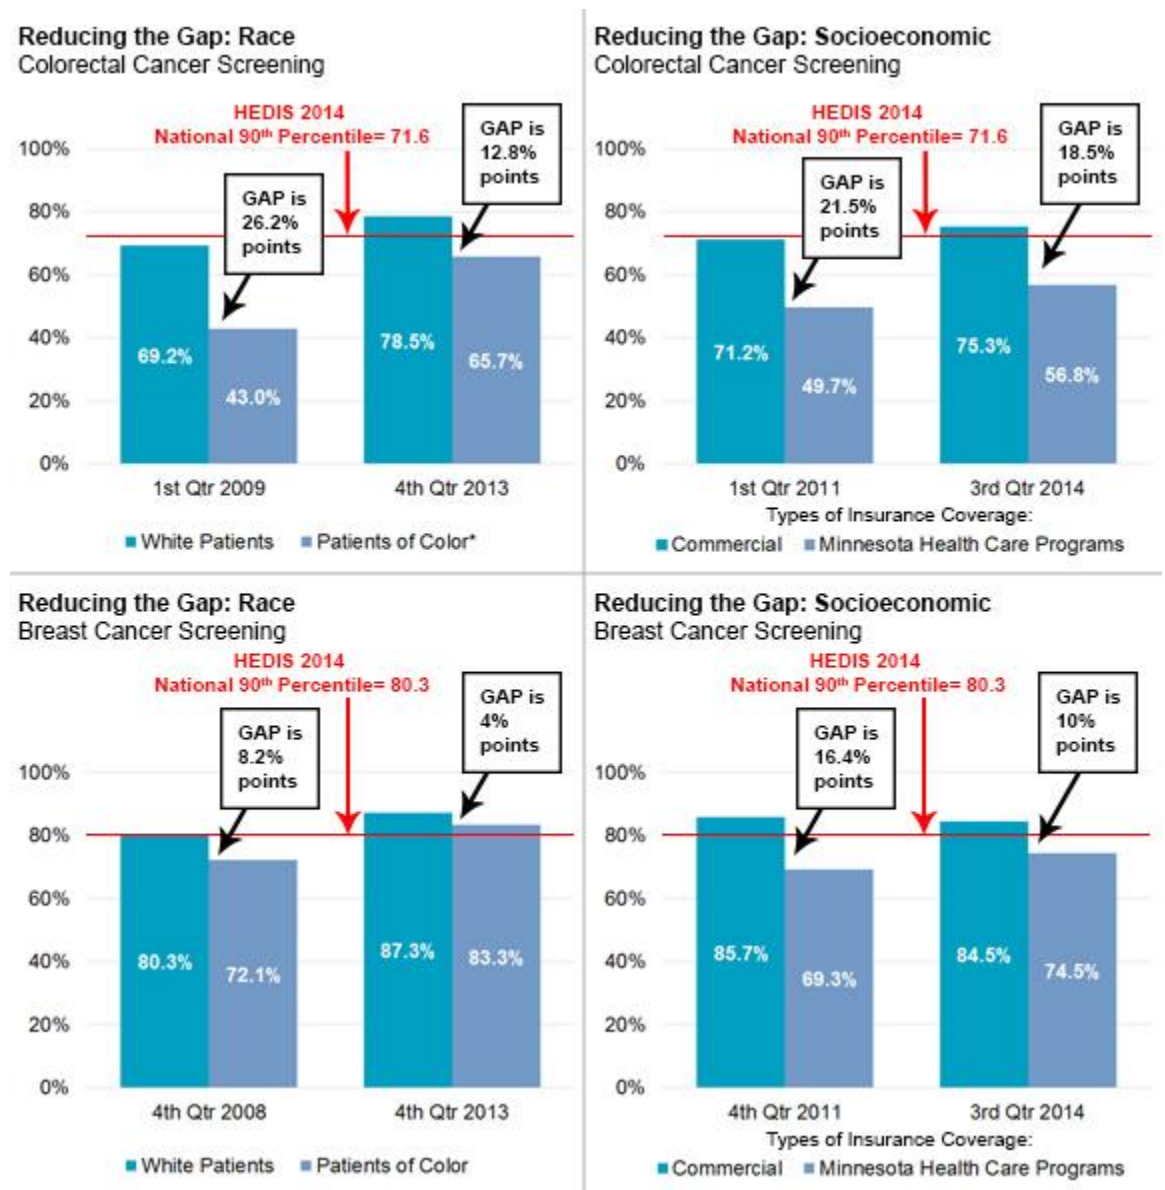 Reducing the Gap: Race
Colorectal Cancer Screening
HEDIS 2014
National 90th Percentile= 71.6
GAP is
12.8%
points
GAP is
26.2%
points
100%
80%
60%
40%
20%
0%
69.2%
43.0%
78.5%
65.7%
1st Qtr 2009
4th Qtr 2013
White Patients
Patients of Color*
Reducing the Gap: Socioeconomic
Colorectal Cancer Screening
HEDIS 2014
National 90th Percentile= 71.6
GAP is
18.5%
points
GAP is
21.5%
points
100%
80%
60%
40%
20%
0%
71.2%
49.7%
75.3%
56.8%
1st Qtr 2011
3rd Qtr 2014
Types of Insurance Coverage:
Commercial
Minnesota Health Care Programs
Reducing the Gap: Race
Breast Cancer Screening
HEDIS 2014
National 90th Percentile= 80.3
GAP is
4%
points
GAP is
8.2%
points
100%
80%
60%
40%
20%
0%
80.3%
72.1%
87.3%
83.3%
4th Qtr 2008
4th Qtr 2013
White Patients
Patients of Color
Reducing the Gap: Socioeconomic
Breast Cancer Screening
HEDIS 2014
National 90th Percentile= 80.3
GAP is
10%
points
GAP is
16.4%
points
100%
80%
60%
40%
20%
0%
85.7%
69.3%
84.5%
74.5%
4th Qtr 2011
3rd Qtr 2014
Types of Insurance Coverage:
Commercial
Minnesota Health Care Programs